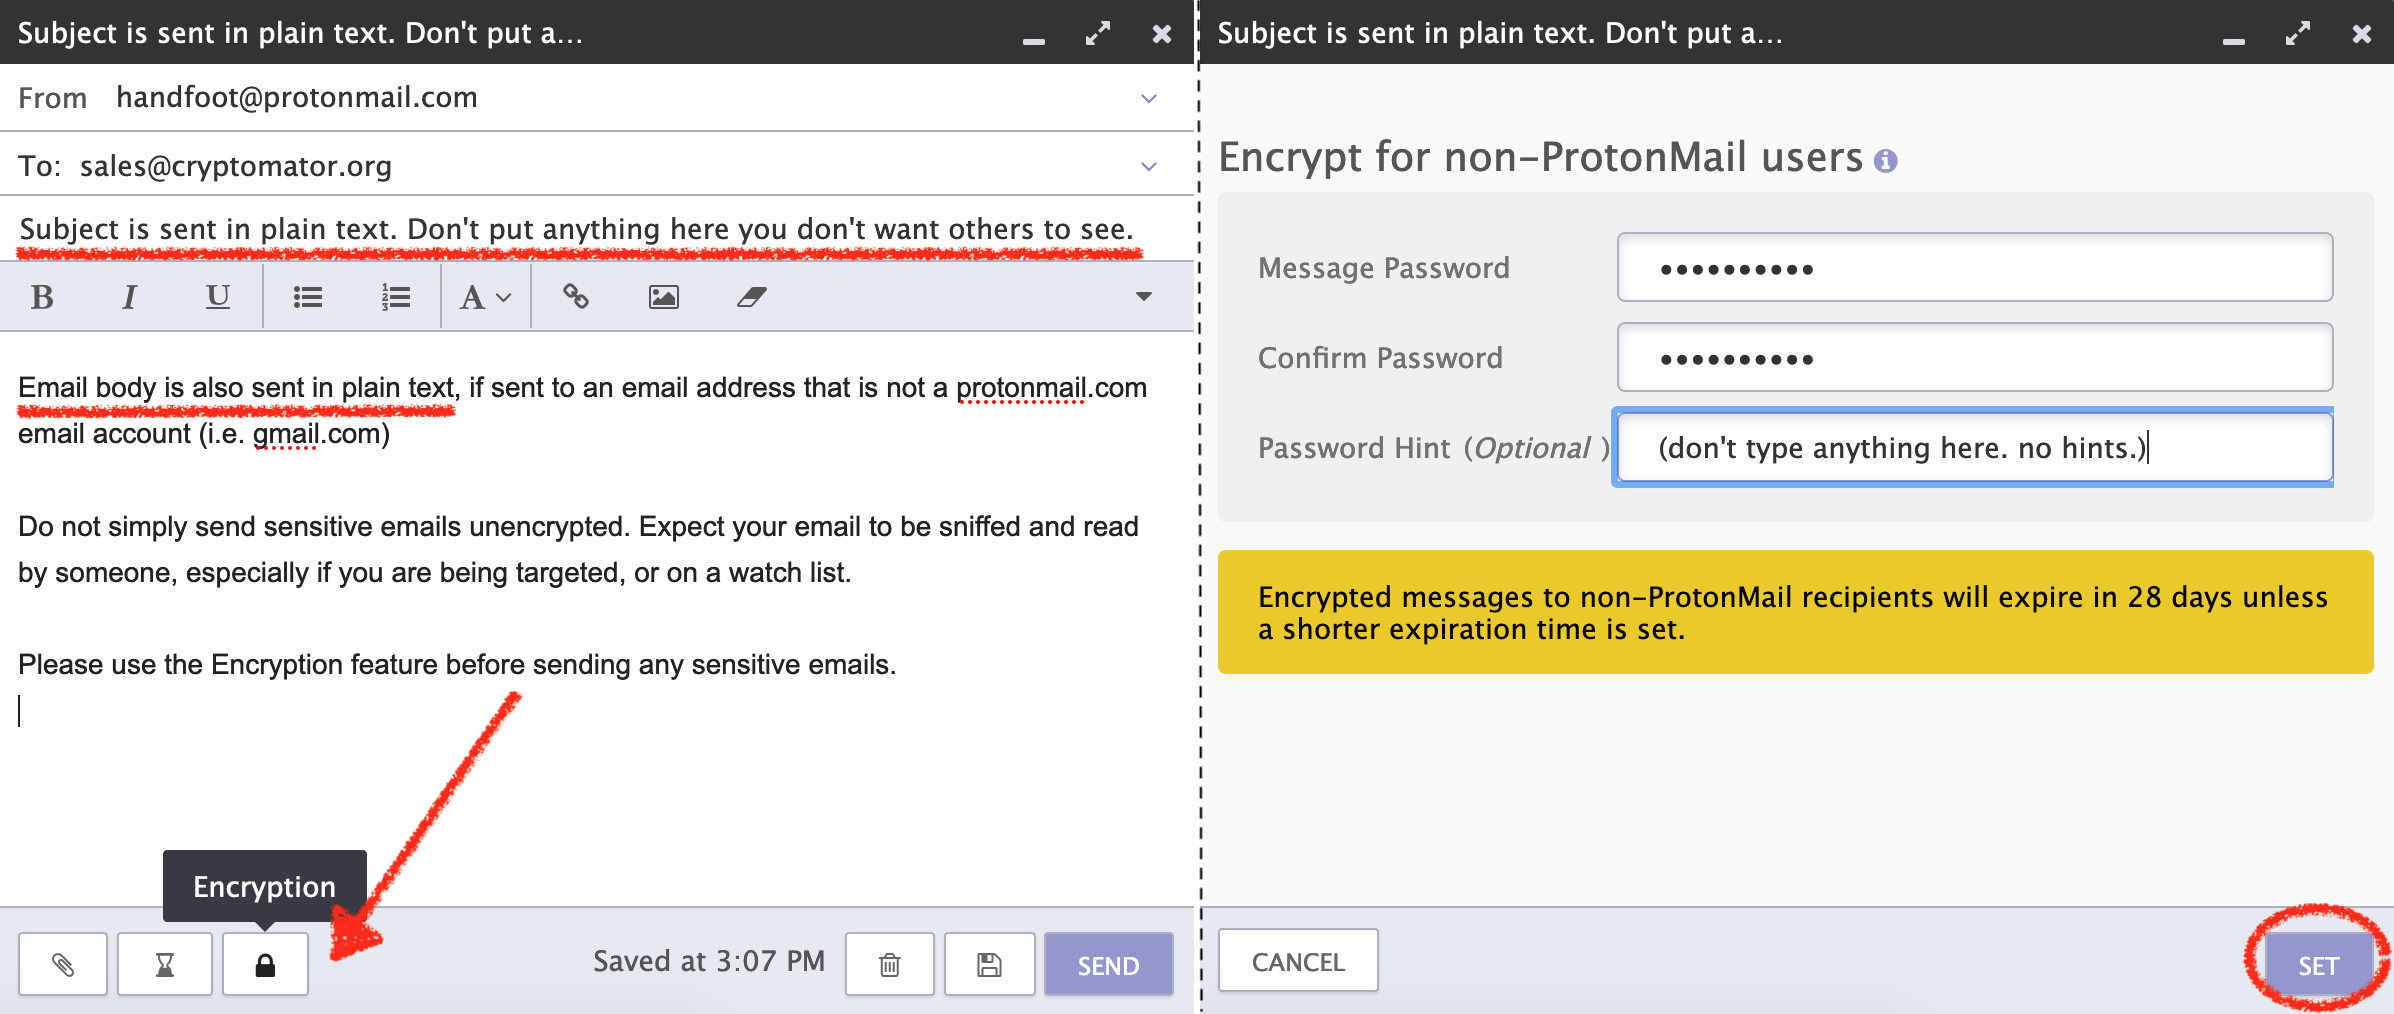 Subject is sent in plain text. Don't put a...
From handfoot@protonmail.com
To: sales@cryptomator.org
Subject is sent in plain text. Don't put anything here you don't want others to see.
B I U A
Email body is also sent in plain text, if sent to an email address that is not a protonmail.com
email account (i.e. gmail.com)
Do not simply send sensitive emails unencrypted. Expect your email to be sniffed and read
by someone, especially if you are being targeted, or on a watch list.
Please use the Encryption feature before sending any sensitive emails.
Encryption
Saved at 3:07 PM
SEND
Subject is sent in plain text. Don't put a...
Encrypt for non-ProtonMail users
Message Password ••••••••••
Confirm Password ••••••••••
Password Hint (Optional ) (don't type anything here. no hints.)
Encrypted messages to non-ProtonMail recipients will expire in 28 days unless
a shorter expiration time is set.
CANCEL
SET